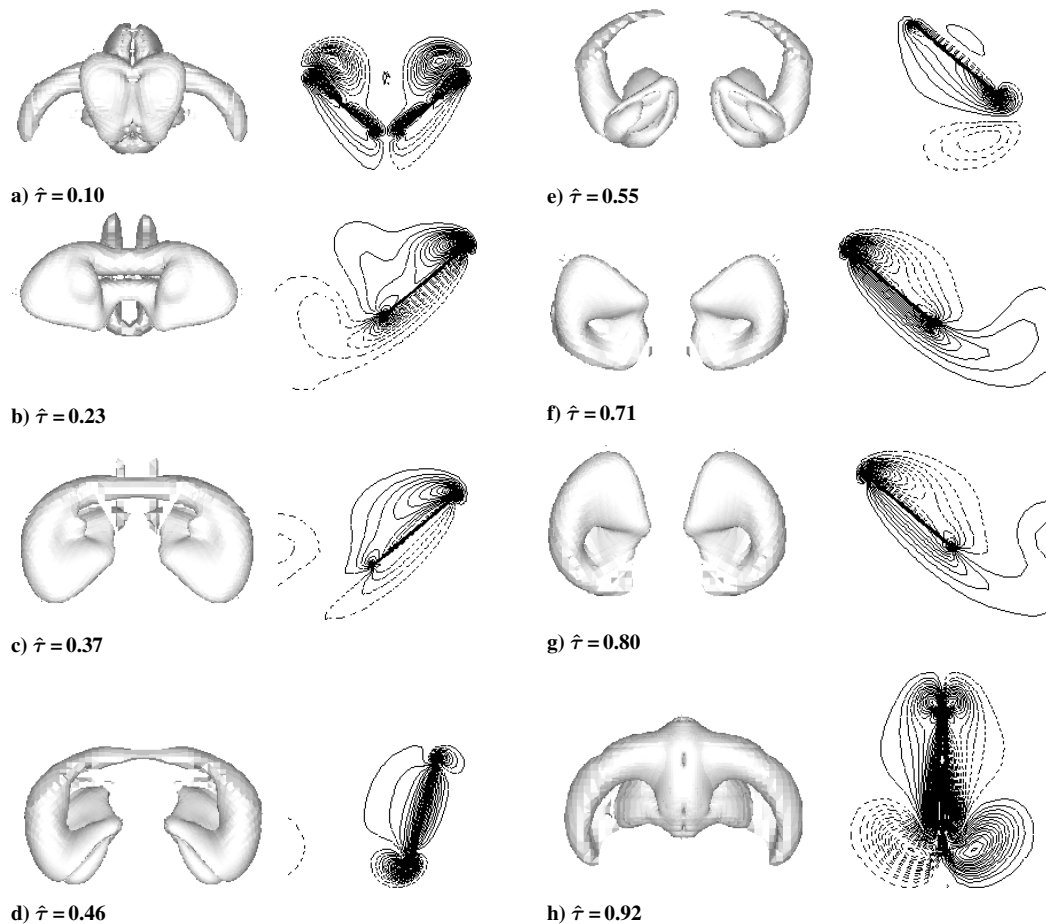 a) τ̂ = 0.10
b) τ̂ = 0.23
c) τ̂ = 0.37
d) τ̂ = 0.46
e) τ̂ = 0.55
f) τ̂ = 0.71
g) τ̂ = 0.80
h) τ̂ = 0.92